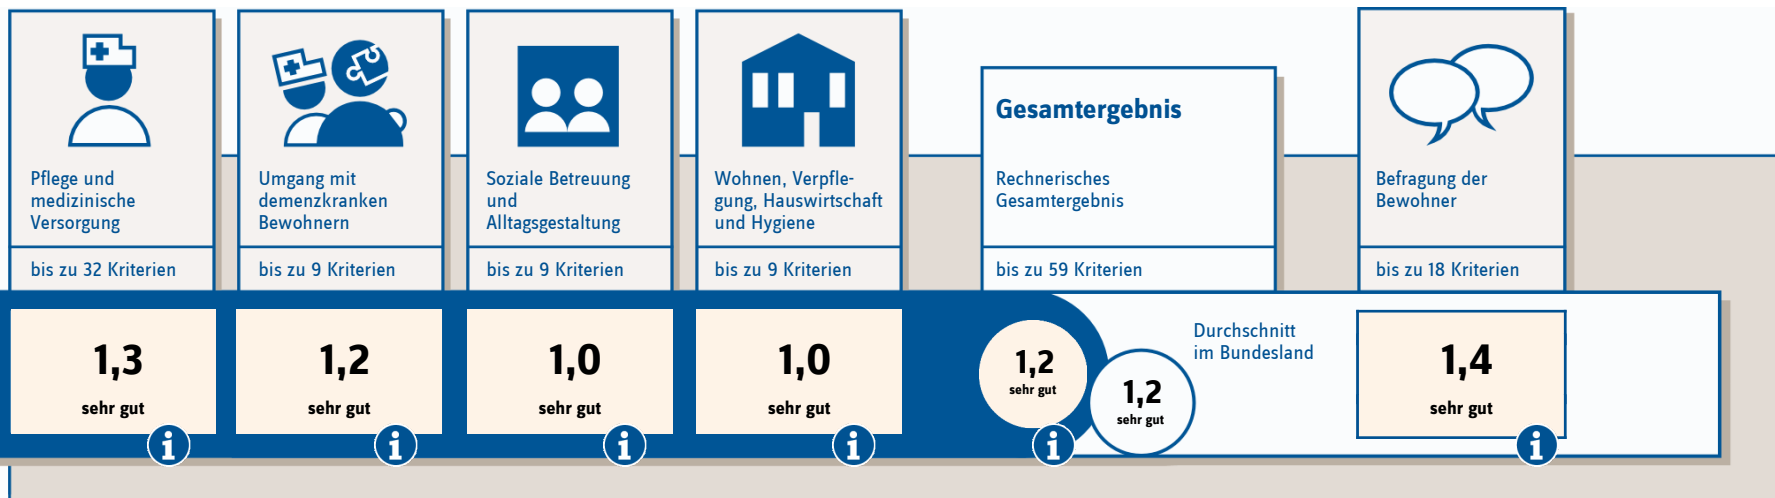 Pflege und
medizinische
Versorgung
bis zu 32 Kriterien
1,3
sehr gut
Umgang mit
demenzkranken
Bewohnern
bis zu 9 Kriterien
1,2
sehr gut
Soziale Betreuung
und
Alltagsgestaltung
bis zu 9 Kriterien
1,0
sehr gut
Wohnen, Verpfle-
gung, Hauswirtschaft
und Hygiene
bis zu 9 Kriterien
1,0
sehr gut
Gesamtergebnis
Rechnerisches
Gesamtergebnis
bis zu 59 Kriterien
1,2
sehr gut
1,2
sehr gut
Durchschnitt
im Bundesland
Befragung der
Bewohner
bis zu 18 Kriterien
1,4
sehr gut